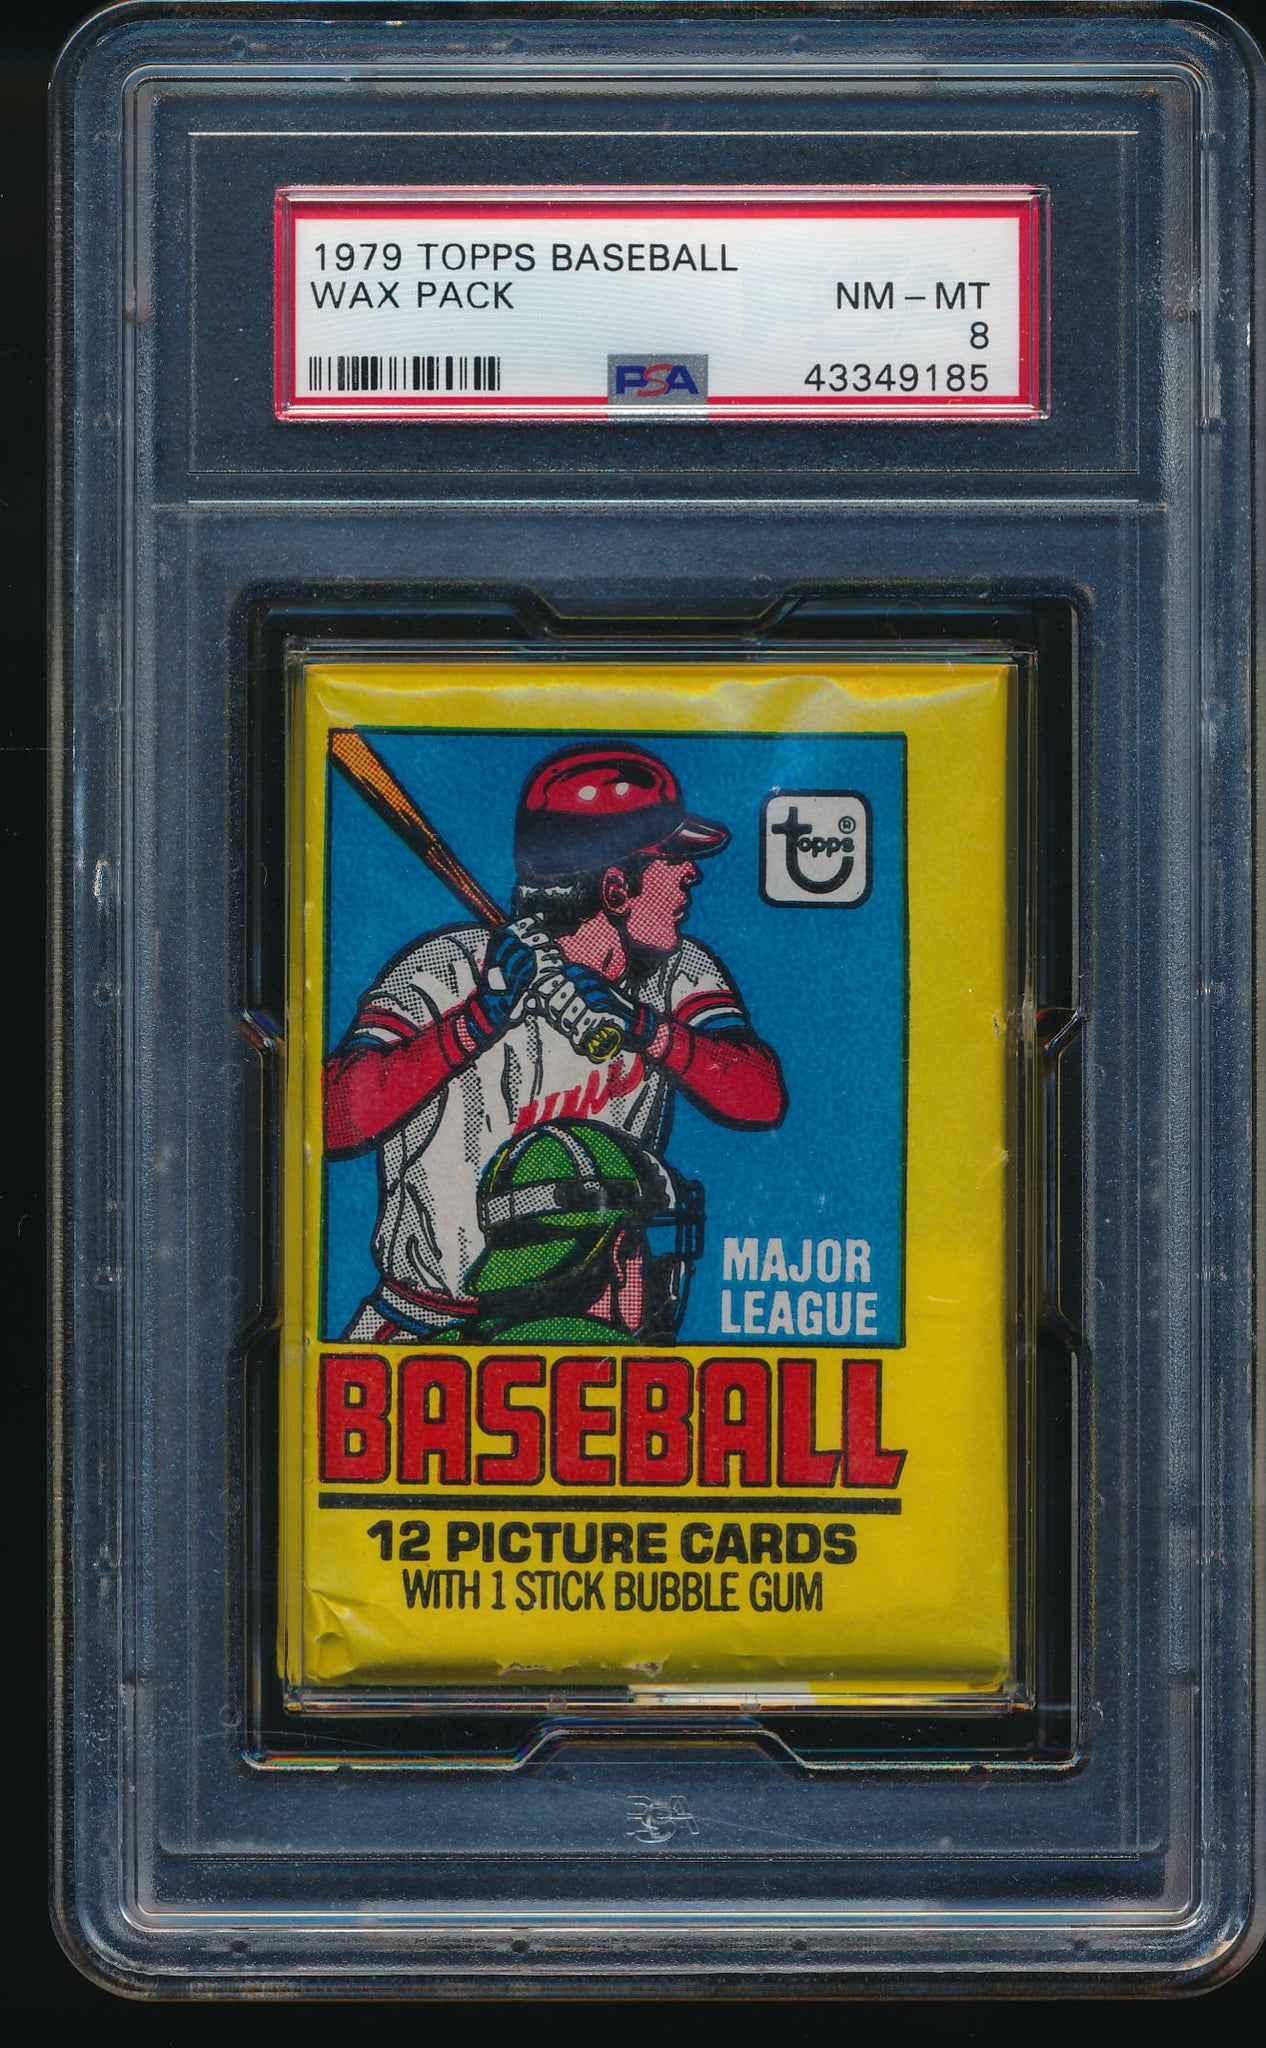 1979 TOPPS BASEBALL
WAX PACK
NM - MT
8
PSA
43349185
topps®
MAJOR
LEAGUE
BASEBALL
12 PICTURE CARDS
WITH 1 STICK BUBBLE GUM
PSA